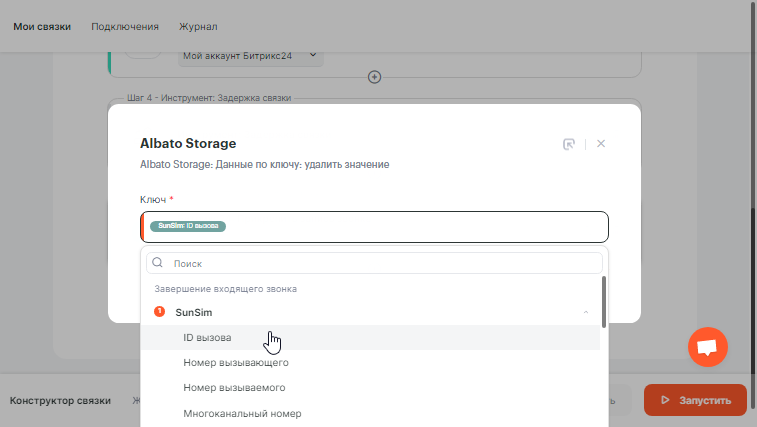 Мои связки Подключения Журнал
Мой аккаунт Битрикс24
Шаг 4 - Инструмент: Задержка связки
Albato Storage
Albato Storage: Данные по ключу: удалить значение
Ключ *
SunSim: ID вызова
Поиск
Завершение входящего звонка
1 SunSim
ID вызова
Номер вызывающего
Номер вызываемого
Многоканальный номер
Конструктор связки
Запустить